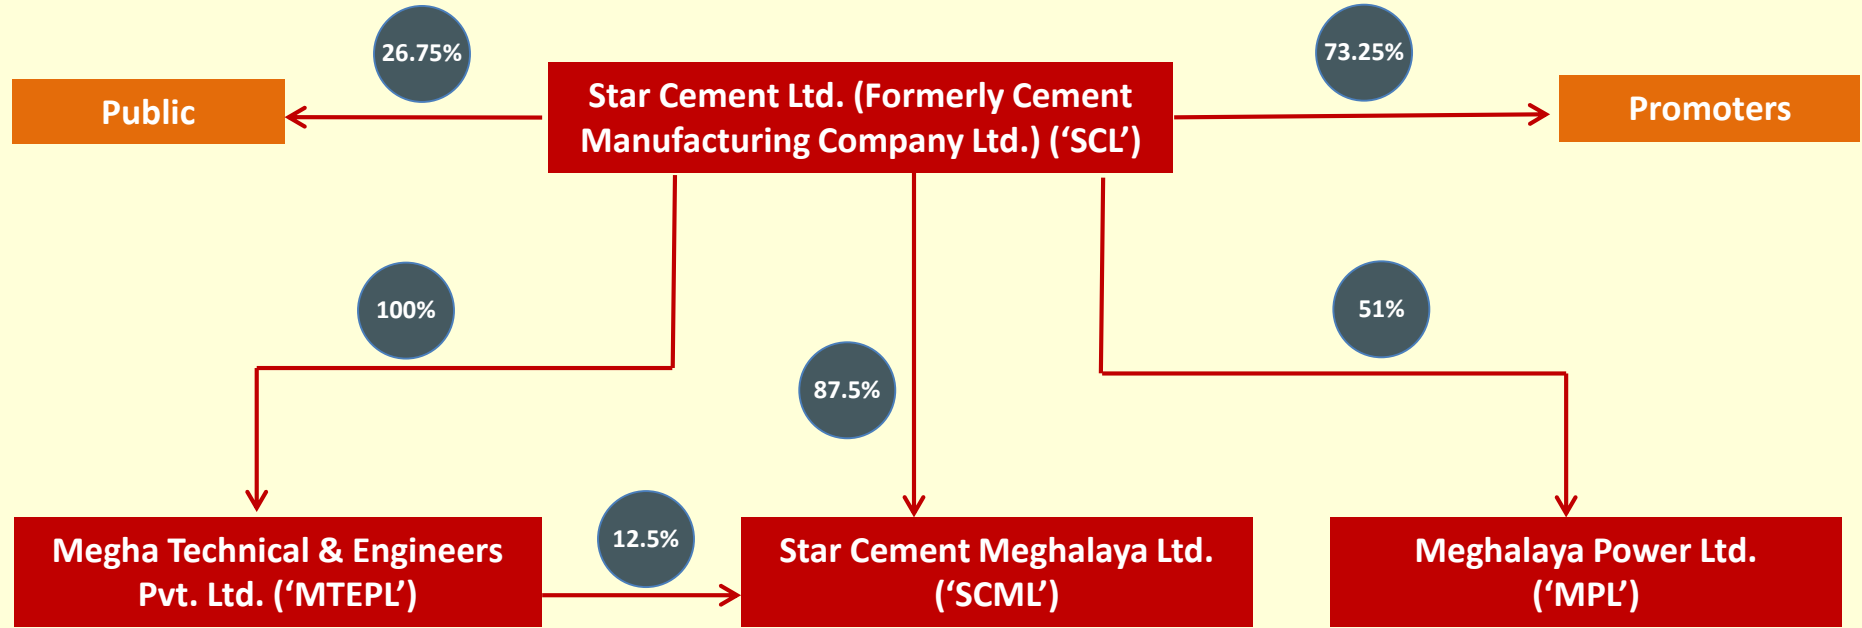 26.75%
73.25%
Public
Star Cement Ltd. (Formerly Cement
Manufacturing Company Ltd.) (‘SCL’)
Promoters
100%
87.5%
51%
Megha Technical & Engineers
Pvt. Ltd. (‘MTEPL’)
12.5%
Star Cement Meghalaya Ltd.
(‘SCML’)
Meghalaya Power Ltd.
(‘MPL’)